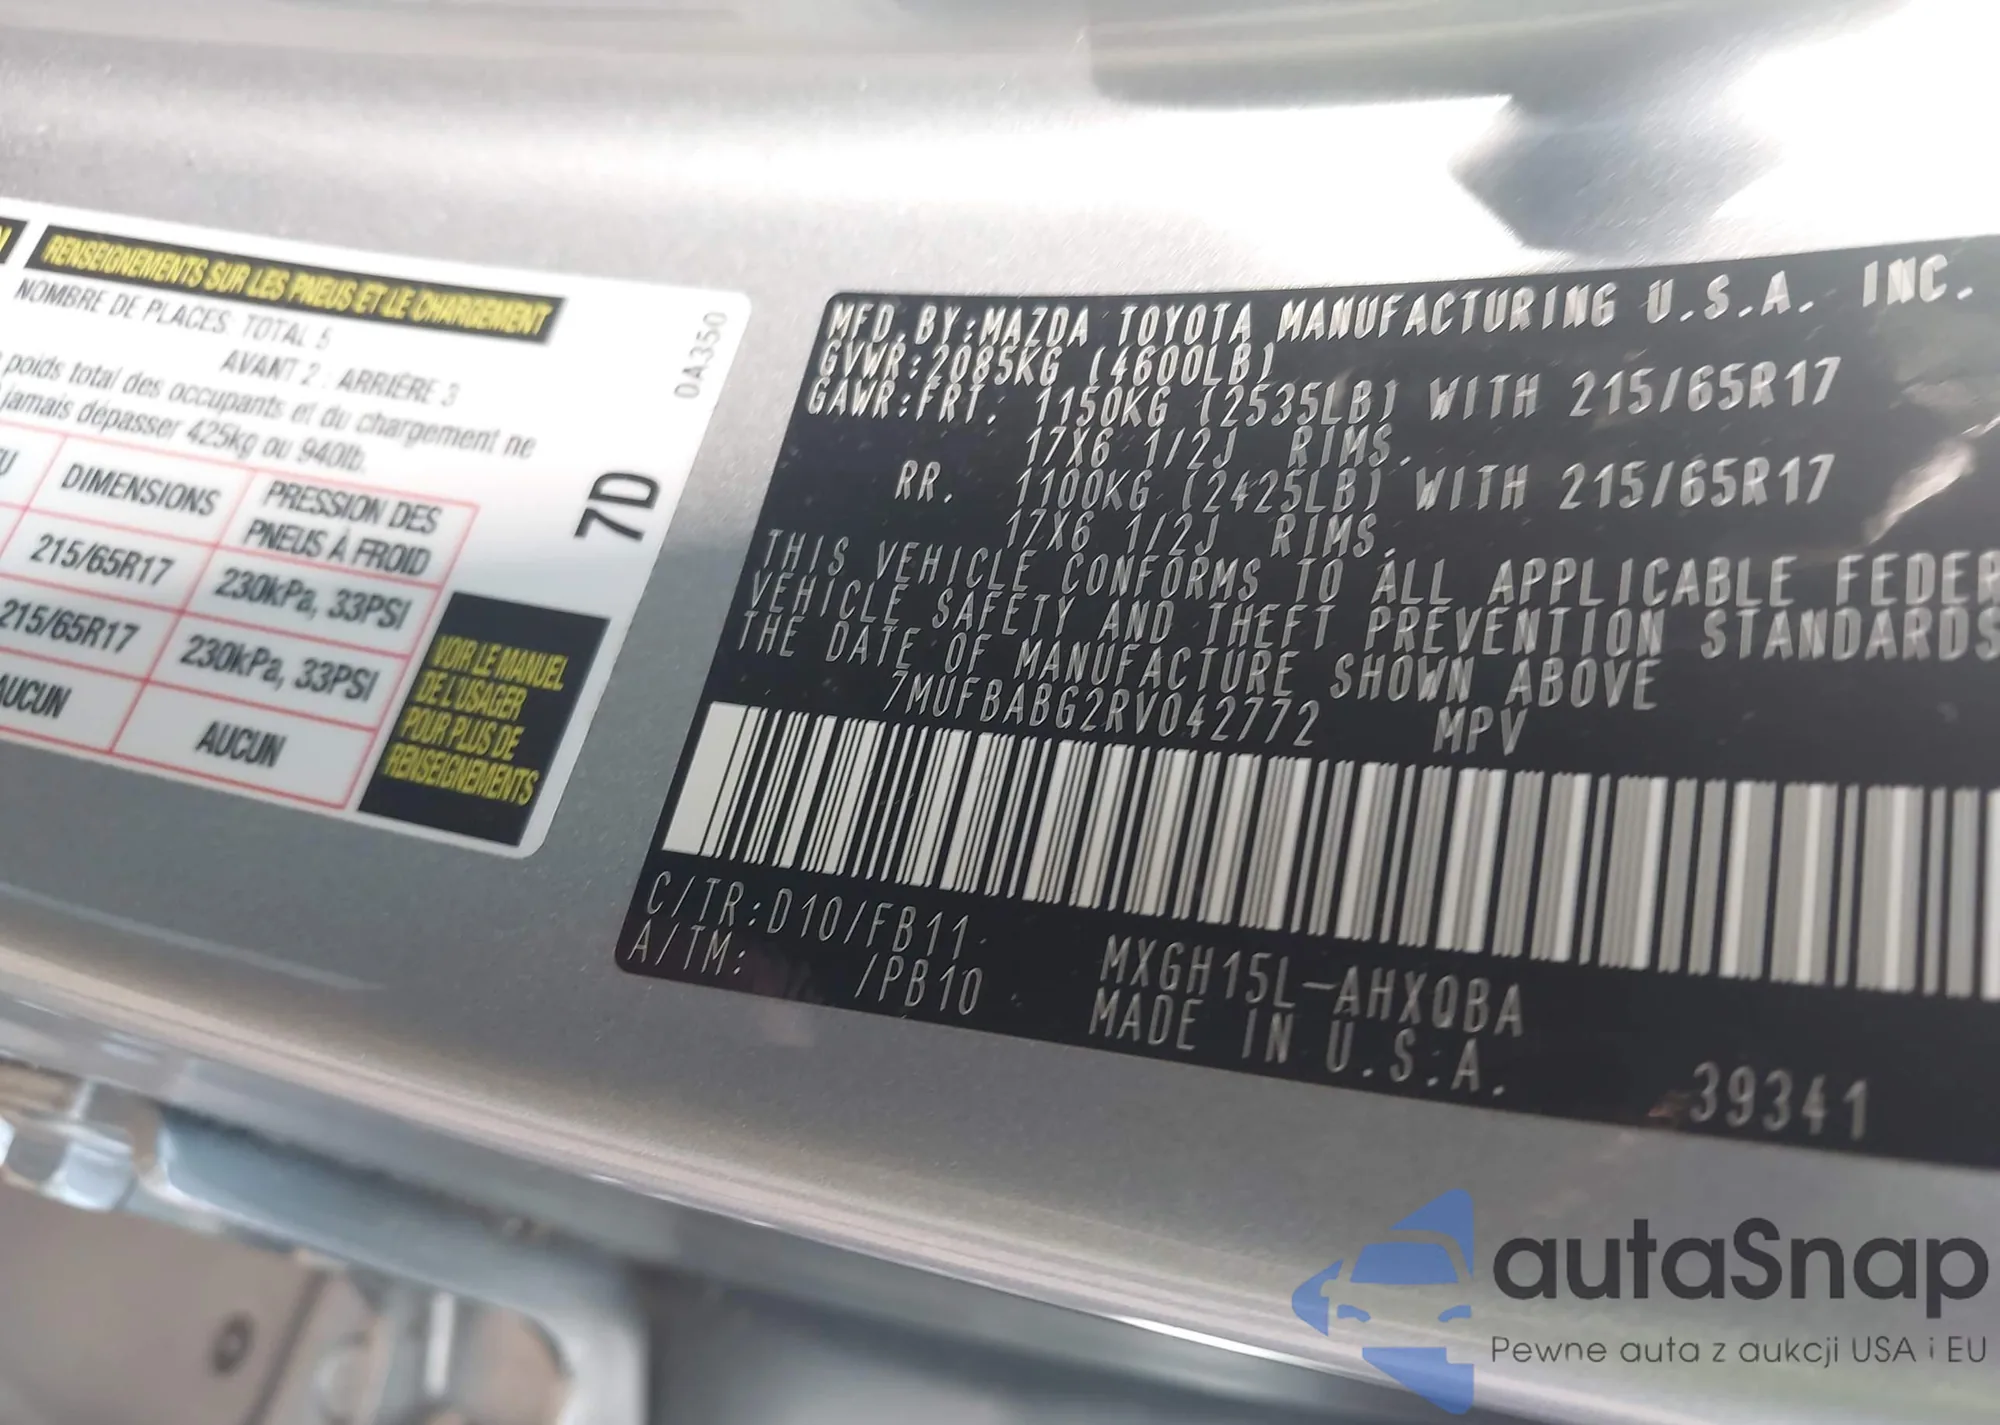 RENSEIGNEMENTS SUR LES PNEUS ET LE CHARGEMENT
NOMBRE DE PLACES: TOTAL 5
AVANT 2 : ARRIÈRE 3
poids total des occupants et du chargement ne
jamais dépasser 425kg ou 940lb.
DIMENSIONS
PRESSION DES
PNEUS À FROID
215/65R17
230kPa, 33PSI
215/65R17
230kPa, 33PSI
AUCUN
AUCUN
VOIR LE MANUEL
DE L'USAGER
POUR PLUS DE
RENSEIGNEMENTS
0A350
7D
MFD.BY:MAZDA TOYOTA MANUFACTURING U.S.A. INC.
GVWR:2085KG (4600LB)
GAWR:FRT. 1150KG (2535LB) WITH 215/65R17
17X6 1/2J RIMS.
RR. 1100KG (2425LB) WITH 215/65R17
17X6 1/2J RIMS.
THIS VEHICLE CONFORMS TO ALL APPLICABLE FEDER
VEHICLE SAFETY AND THEFT PREVENTION STANDARDS
THE DATE OF MANUFACTURE SHOWN ABOVE
7MUFBABG2RV042772 MPV
C/TR:D10/FB11
A/TM: /PB10
MXGH15L-AHXQBA
MADE IN U.S.A.
39341
autaSnap
Pewne auta z aukcji USA i EU